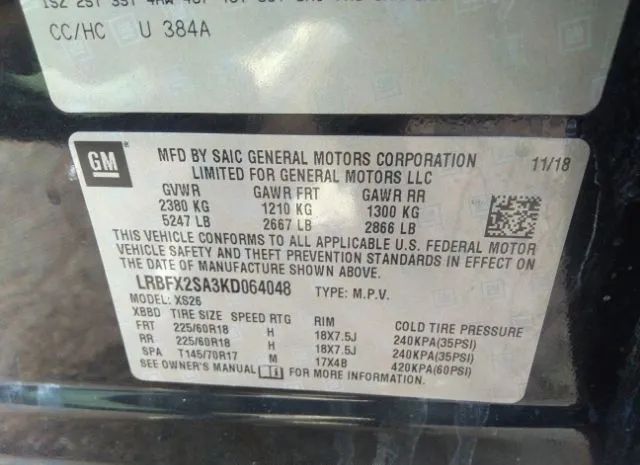 CC/HC U 384A
GM
MFD BY SAIC GENERAL MOTORS CORPORATION 11/18
LIMITED FOR GENERAL MOTORS LLC
GVWR GAWR FRT GAWR RR
2380 KG 1210 KG 1300 KG
5247 LB 2667 LB 2866 LB
THIS VEHICLE CONFORMS TO ALL APPLICABLE U.S. FEDERAL MOTOR
VEHICLE SAFETY AND THEFT PREVENTION STANDARDS IN EFFECT ON
THE DATE OF MANUFACTURE SHOWN ABOVE.
LRBFX2SA3KD064048 TYPE: M.P.V.
MODEL: XS26
XBBD TIRE SIZE SPEED RTG RIM COLD TIRE PRESSURE
FRT 225/60R18 H 18X7.5J 240KPA(35PSI)
RR 225/60R18 H 18X7.5J 240KPA(35PSI)
SPA T145/70R17 M 17X4B 420KPA(60PSI)
SEE OWNER'S MANUAL FOR MORE INFORMATION.